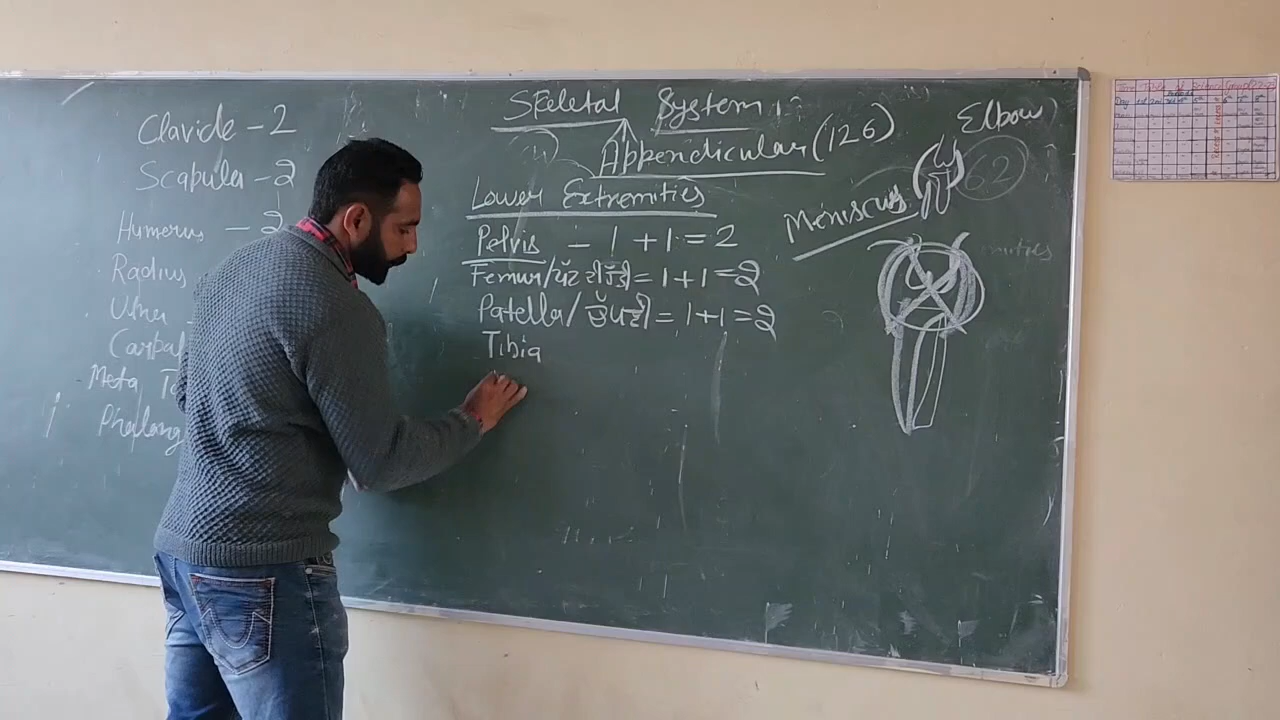 Clavicle - 2
Scapula - 2
Humerus - 2
Radius
Ulna
Carpal
Meta
Phalang
Skeletal System :
Appendicular (126)
Lower Extremities
Pelvis - 1 + 1 = 2
Femur/ਪੱਟ ਦੀ ਹੱਡੀ = 1 + 1 = 2
Patella/ = 1 + 1 = 2
Tibia
Elbow
62
Meniscus